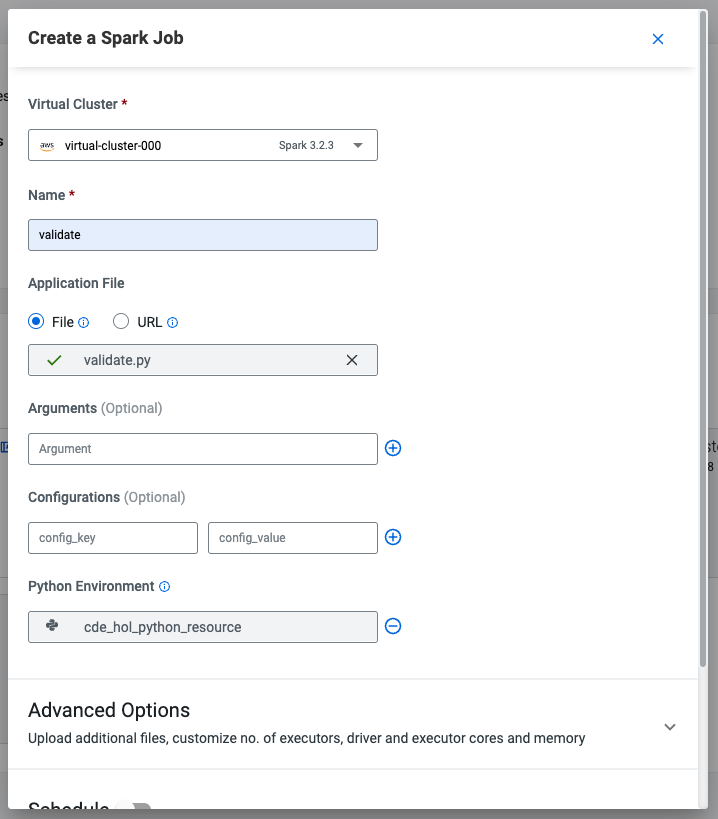 Create a Spark Job
Virtual Cluster *
aws virtual-cluster-000 Spark 3.2.3
Name *
validate
Application File
File URL
validate.py
Arguments (Optional)
Argument
Configurations (Optional)
config_key config_value
Python Environment
cde_hol_python_resource
Advanced Options
Upload additional files, customize no. of executors, driver and executor cores and memory
Schedule
8